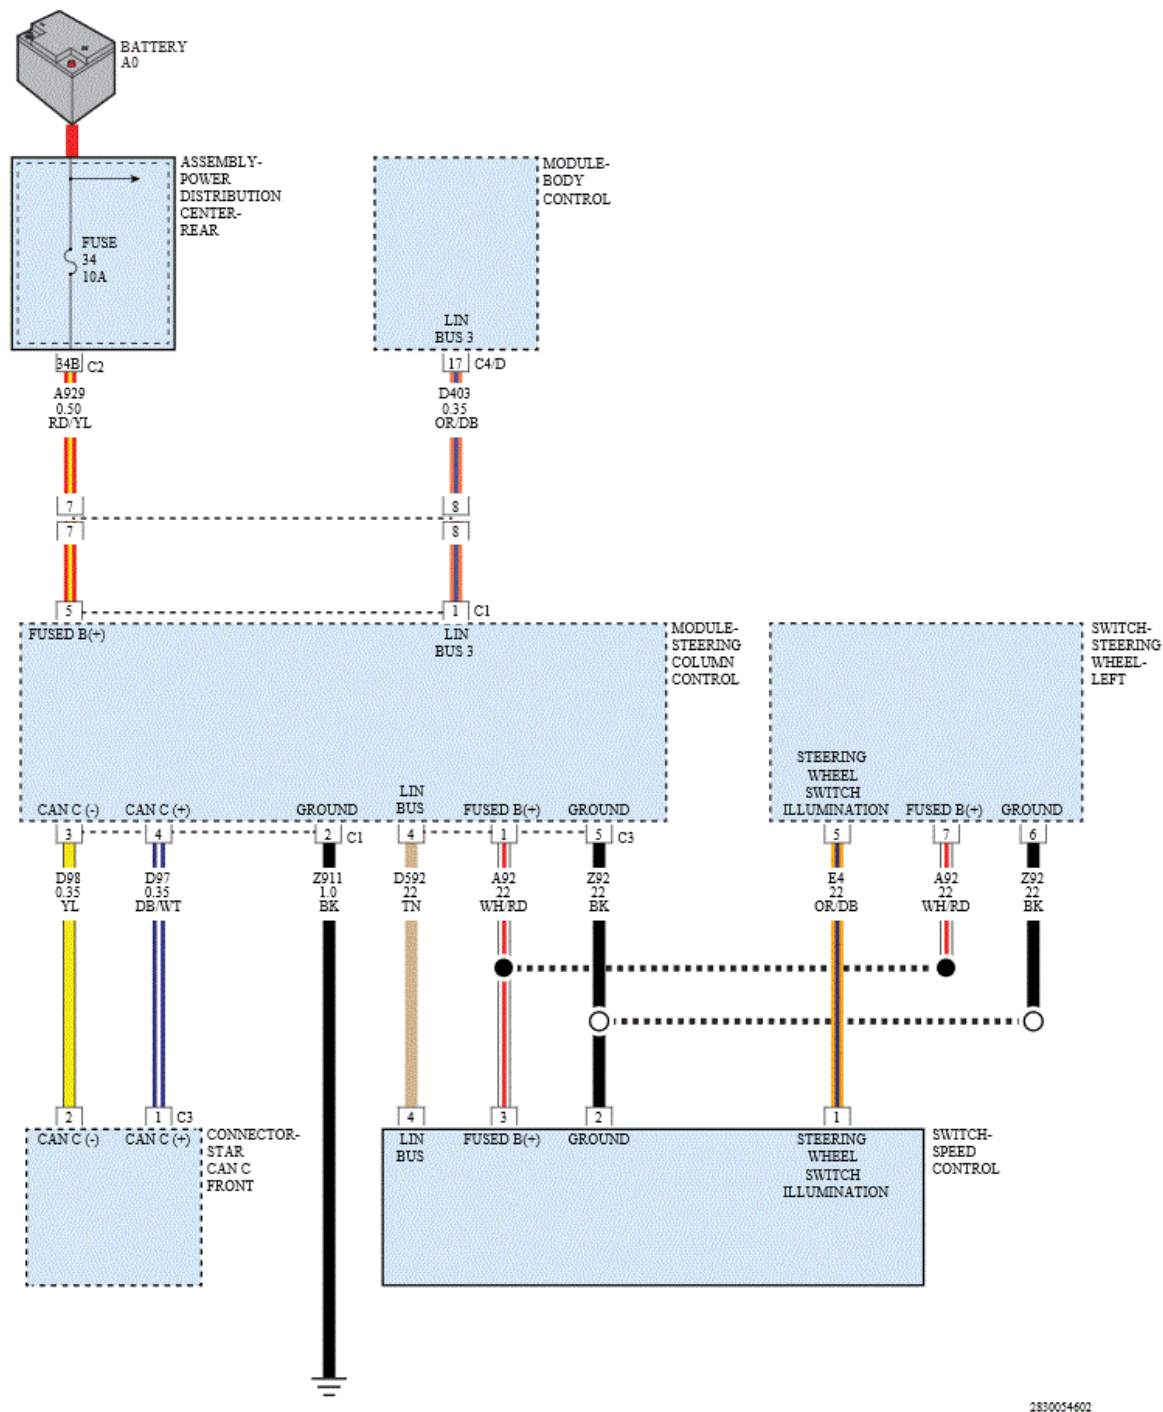 BATTERY
A0
ASSEMBLY-
POWER
DISTRIBUTION
CENTER-
REAR
FUSE
34
10A
MODULE-
BODY
CONTROL
LIN
BUS 3
34B
C2
17
C4/D
A929
0.50
RD/YL
D403
0.35
OR/DB
7
8
7
8
5
1
C1
FUSED B(+)
LIN
BUS 3
MODULE-
STEERING
COLUMN
CONTROL
SWITCH-
STEERING
WHEEL-
LEFT
CAN C (-)
CAN C (+)
GROUND
LIN
BUS
FUSED B(+)
GROUND
STEERING
WHEEL
SWITCH
ILLUMINATION
FUSED B(+)
GROUND
3
4
2
C1
4
1
5
C3
5
7
6
D98
0.35
YL
D97
0.35
DB/WT
Z911
1.0
BK
D592
22
TN
A92
22
WH/RD
Z92
22
BK
E4
22
OR/DB
A92
22
WH/RD
Z92
22
BK
2
1
C3
4
3
2
1
CAN C (-)
CAN C (+)
CONNECTOR-
STAR
CAN C
FRONT
LIN
BUS
FUSED B(+)
GROUND
STEERING
WHEEL
SWITCH
ILLUMINATION
SWITCH-
SPEED
CONTROL
2830054602